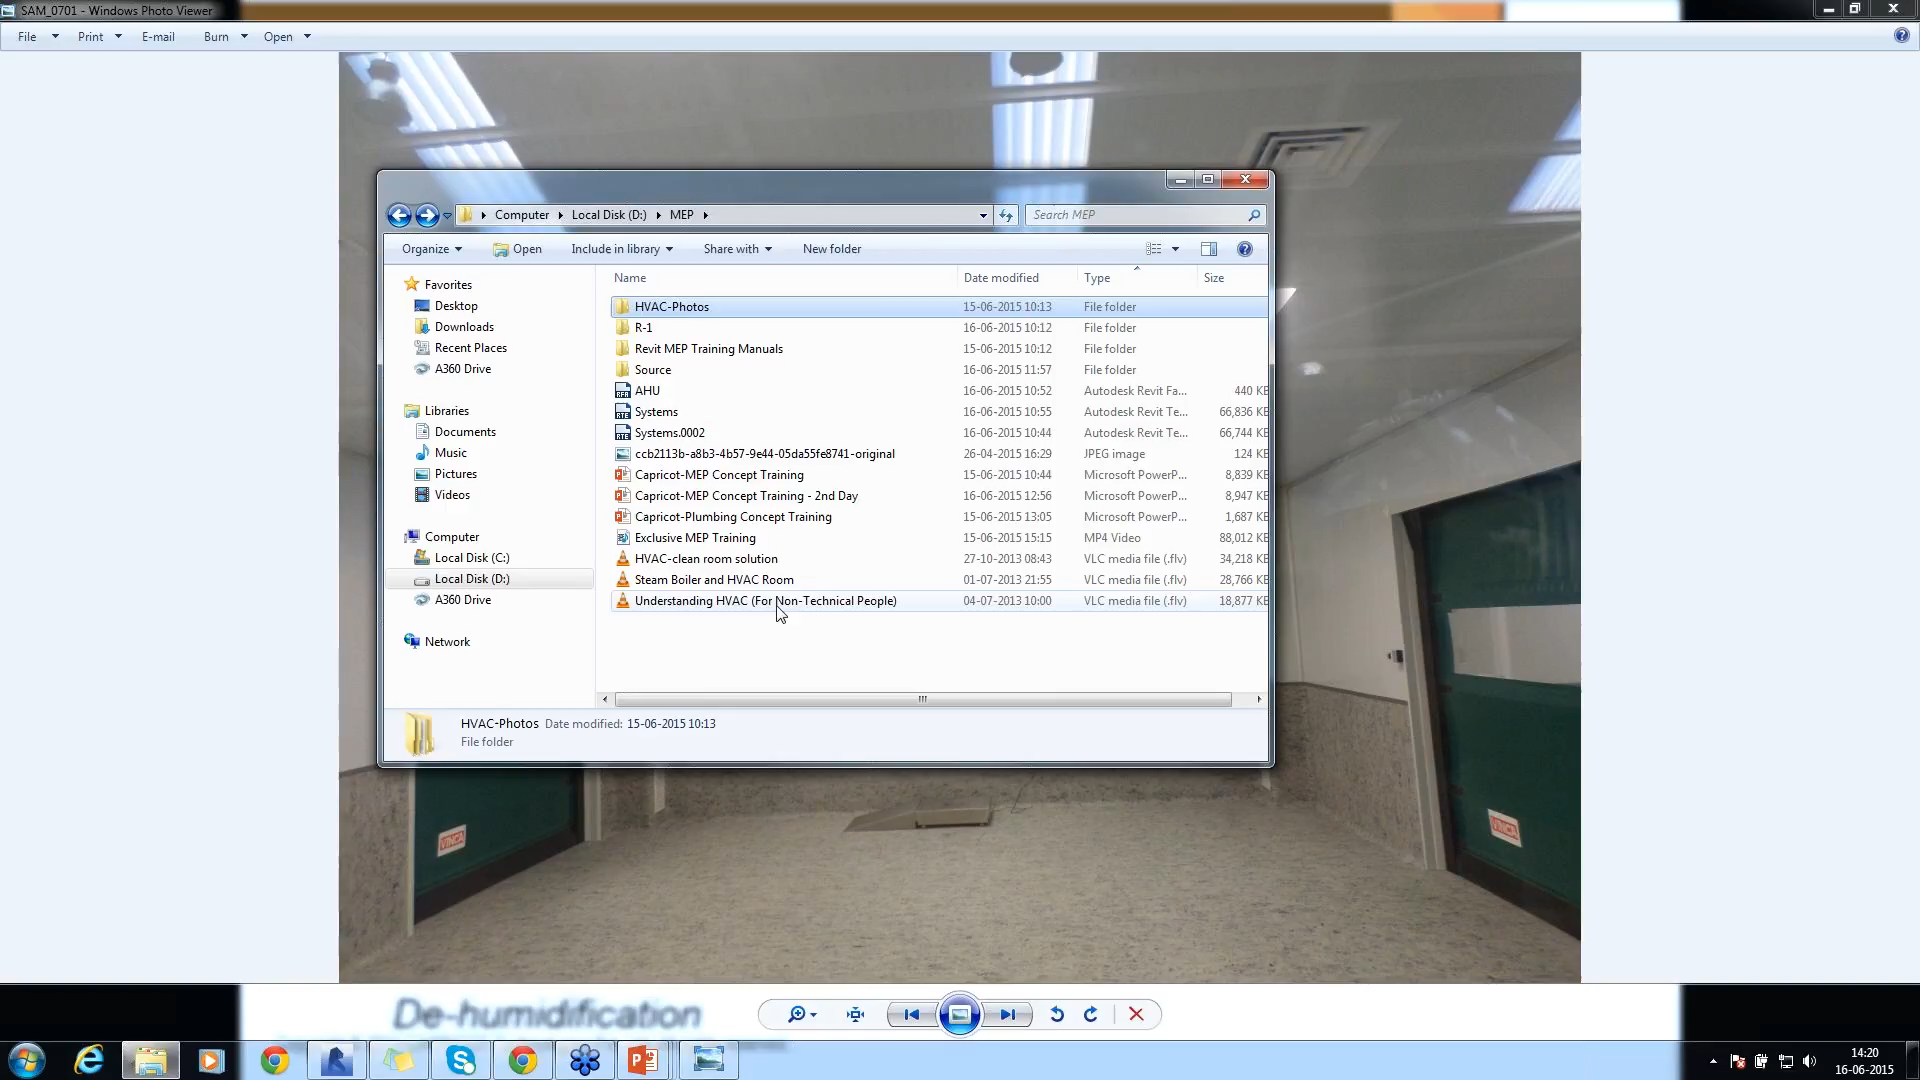 SAM_0701 - Windows Photo Viewer
File Print E-mail Burn Open
Computer Local Disk (D:) MEP
Search MEP
Organize Open Include in library Share with New folder
Name Date modified Type Size
Favorites
Desktop
Downloads
Recent Places
A360 Drive
Libraries
Documents
Music
Pictures
Videos
Computer
Local Disk (C:)
Local Disk (D:)
A360 Drive
Network
HVAC-Photos 15-06-2015 10:13 File folder
R-1 16-06-2015 10:12 File folder
Revit MEP Training Manuals 15-06-2015 10:12 File folder
Source 16-06-2015 11:57 File folder
AHU 16-06-2015 10:52 Autodesk Revit Fa... 440 KB
Systems 16-06-2015 10:55 Autodesk Revit Te... 66,836 KB
Systems.0002 16-06-2015 10:44 Autodesk Revit Te... 66,744 KB
ccb2113b-a8b3-4b57-9e44-05da55fe8741-original 26-04-2015 16:29 JPEG image 124 KB
Capricot-MEP Concept Training 15-06-2015 10:44 Microsoft PowerP... 8,839 KB
Capricot-MEP Concept Training - 2nd Day 16-06-2015 12:56 Microsoft PowerP... 8,947 KB
Capricot-Plumbing Concept Training 15-06-2015 13:05 Microsoft PowerP... 1,687 KB
Exclusive MEP Training 15-06-2015 15:15 MP4 Video 88,012 KB
HVAC-clean room solution 27-10-2013 08:43 VLC media file (.flv) 34,218 KB
Steam Boiler and HVAC Room 01-07-2013 21:55 VLC media file (.flv) 28,766 KB
Understanding HVAC (For Non-Technical People) 04-07-2013 10:00 VLC media file (.flv) 18,877 KB
HVAC-Photos Date modified: 15-06-2015 10:13
File folder
VINCA
VINCA
De-humidification
14:20
16-06-2015